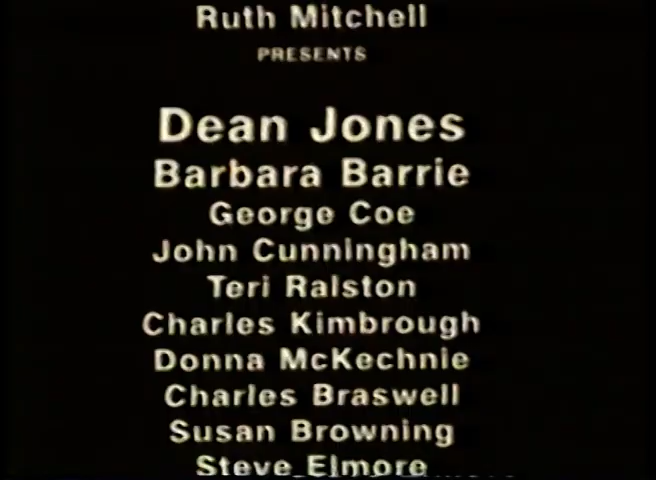 Ruth Mitchell
PRESENTS
Dean Jones
Barbara Barrie
George Coe
John Cunningham
Teri Ralston
Charles Kimbrough
Donna McKechnie
Charles Braswell
Susan Browning
Steve Elmore